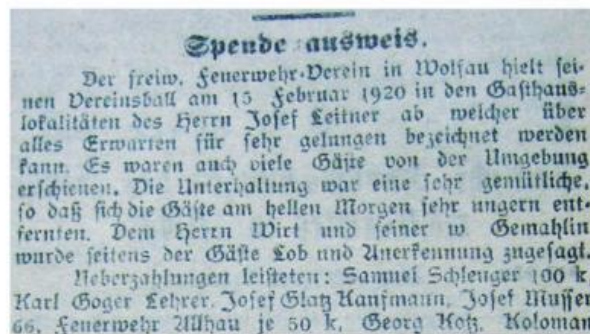 Spende ausweis.
Der freiw. Feuerwehr-Verein in Wolfau hielt sei-
nen Vereinsball am 15 Februar 1920 in den Gasthaus-
lokalitäten des Herrn Josef Leitner ab welcher über
alles Erwarten für sehr gelungen bezeichnet werden
kann. Es waren auch viele Gäste von der Umgebung
erschienen. Die Unterhaltung war eine sehr gemütliche,
so daß sich die Gäste am hellen Morgen sehr ungern ent-
fernten. Dem Herrn Wirt und seiner w. Gemahlin
wurde seitens der Gäste Lob und Anerkennung zugesagt.
Ueberzahlungen leisteten: Samuel Schleuger 100 k
Karl Goger Lehrer, Josef Glatz Kaufmann, Josef Musser
66, Feuerwehr Allhau je 50 k, Georg Kotz, Koloman